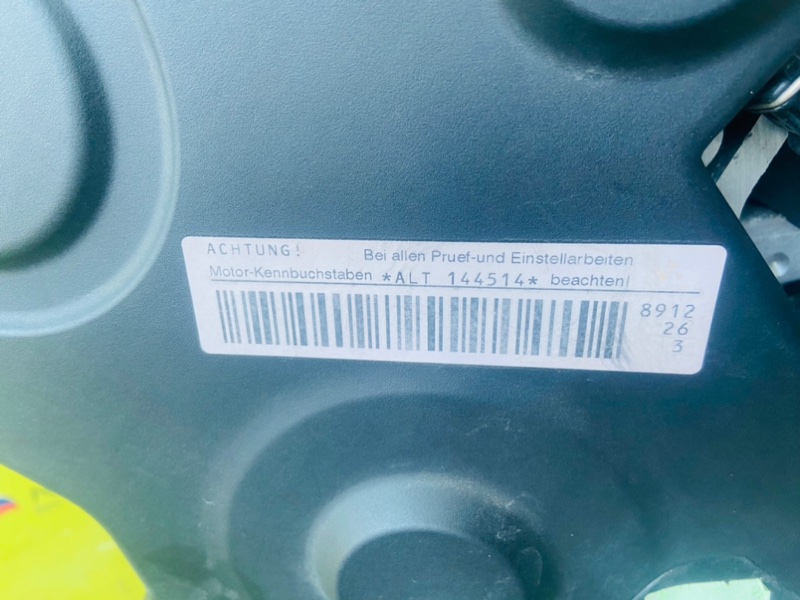 ACHTUNG! Bei allen Pruef-und Einstellarbeiten
Motor-Kennbuchstaben *ALT 144514* beachten!
8912
26
3